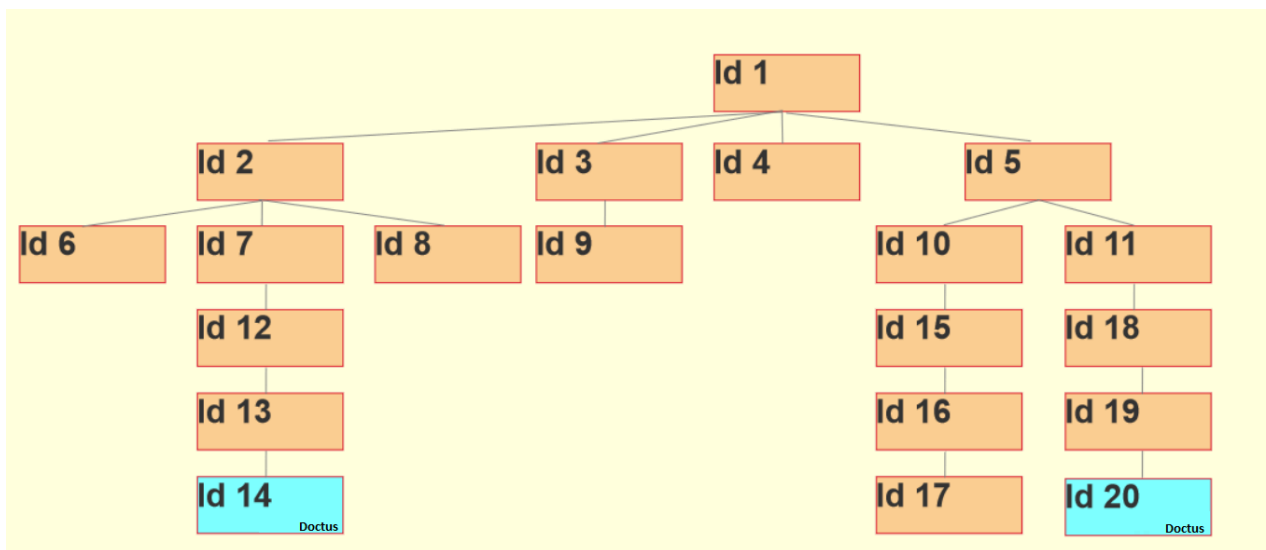 Id 1
Id 2
Id 3
Id 4
Id 5
Id 6
Id 7
Id 8
Id 9
Id 10
Id 11
Id 12
Id 15
Id 18
Id 13
Id 16
Id 19
Id 14
Doctus
Id 17
Id 20
Doctus